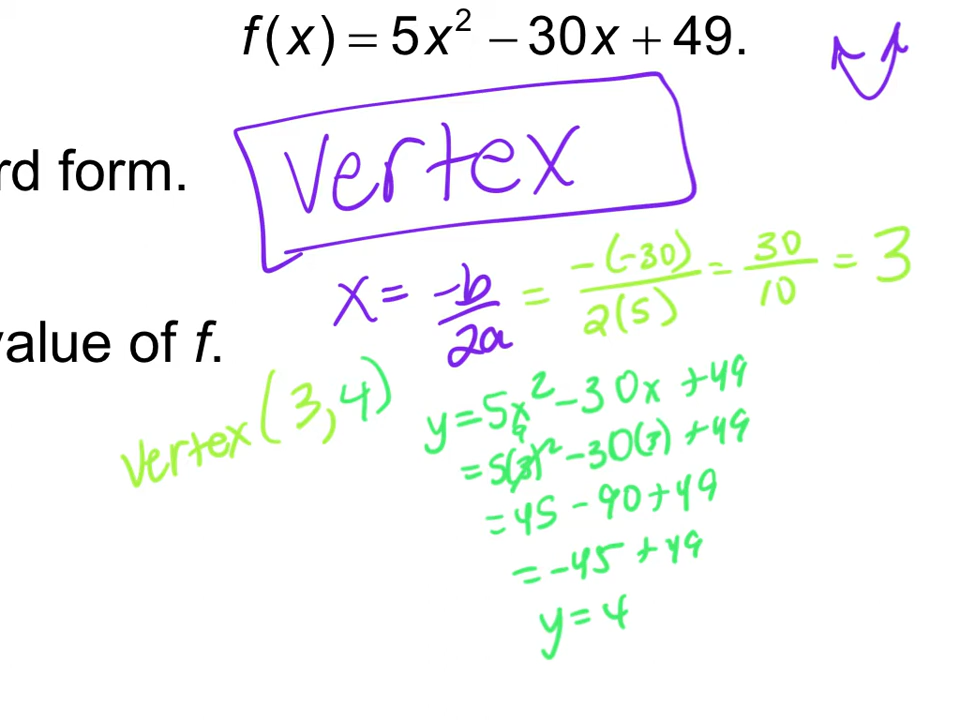 f(x) = 5x² − 30x + 49.
rd form.
vertex
x = -b/2a = -(-30)/2(5) = 30/10 = 3
value of f.
vertex (3,4)
y=5x²-30x+49
=5(3)²-30(3)+49
=45-90+49
=-45+49
y=4